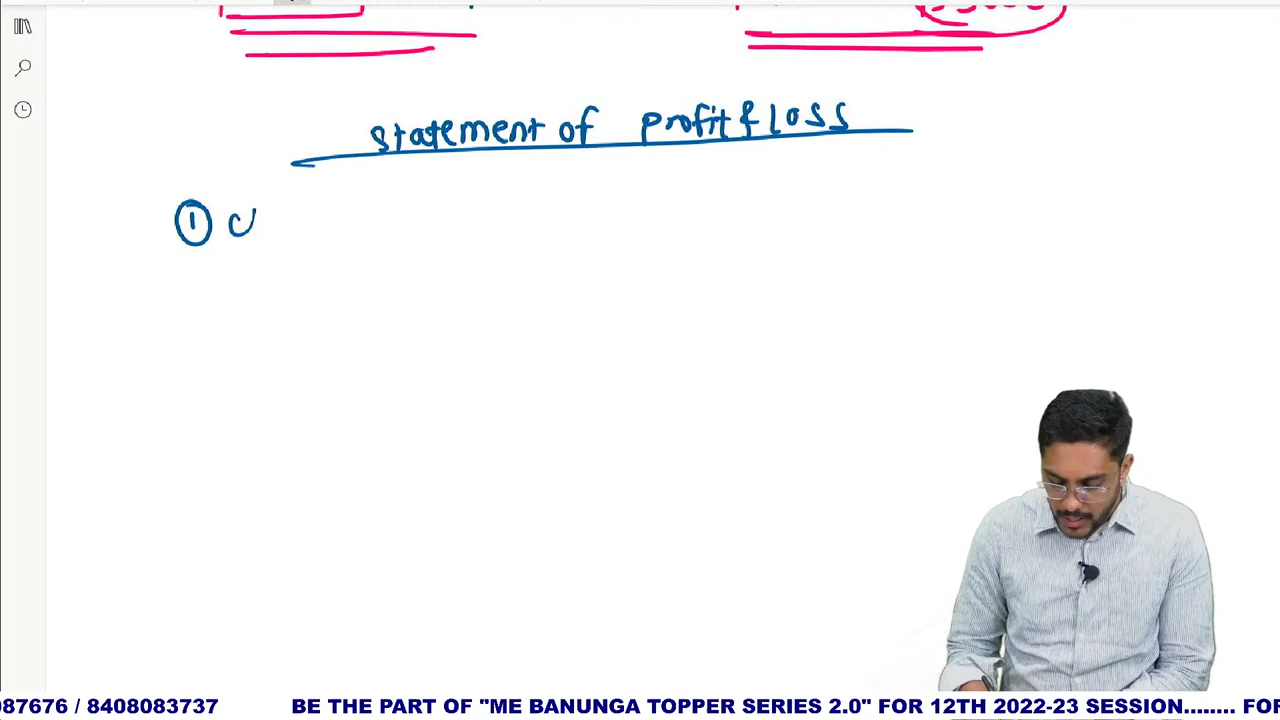 statement of profit & loss
①
087676 / 8408083737 BE THE PART OF "ME BANUNGA TOPPER SERIES 2.0" FOR 12TH 2022-23 SESSION........ FOR